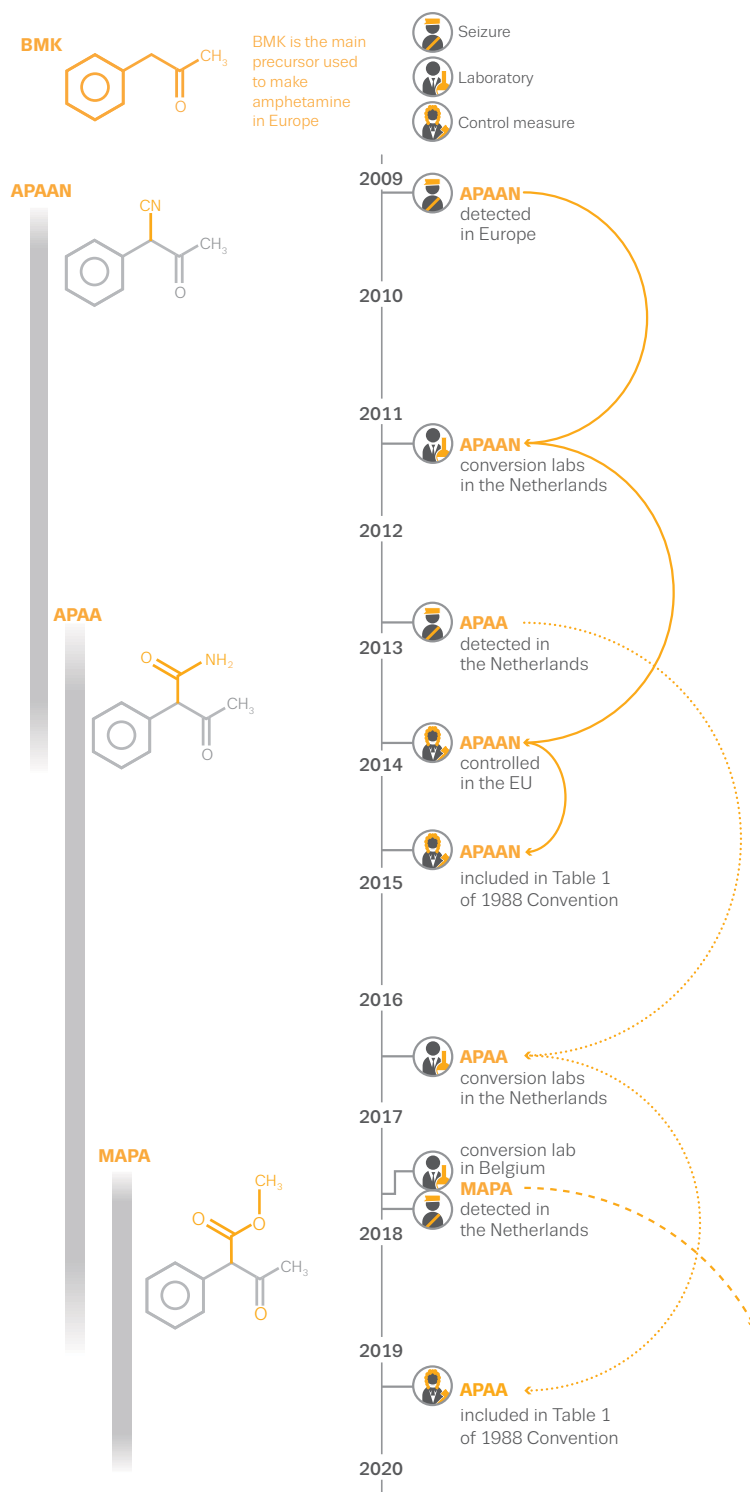 BMK
CH₃
O
BMK is the main
precursor used
to make
amphetamine
in Europe
Seizure
Laboratory
Control measure
2009
APAAN
detected
in Europe
APAAN
CN
CH₃
O
2010
2011
APAAN
conversion labs
in the Netherlands
2012
APAA
detected in
the Netherlands
2013
APAA
O
NH₂
CH₃
O
APAAN
controlled
in the EU
2014
APAAN
included in Table 1
of 1988 Convention
2015
2016
APAA
conversion labs
in the Netherlands
2017
conversion lab
in Belgium
MAPA
detected in
the Netherlands
2018
MAPA
CH₃
O
O
CH₃
O
2019
APAA
included in Table 1
of 1988 Convention
2020